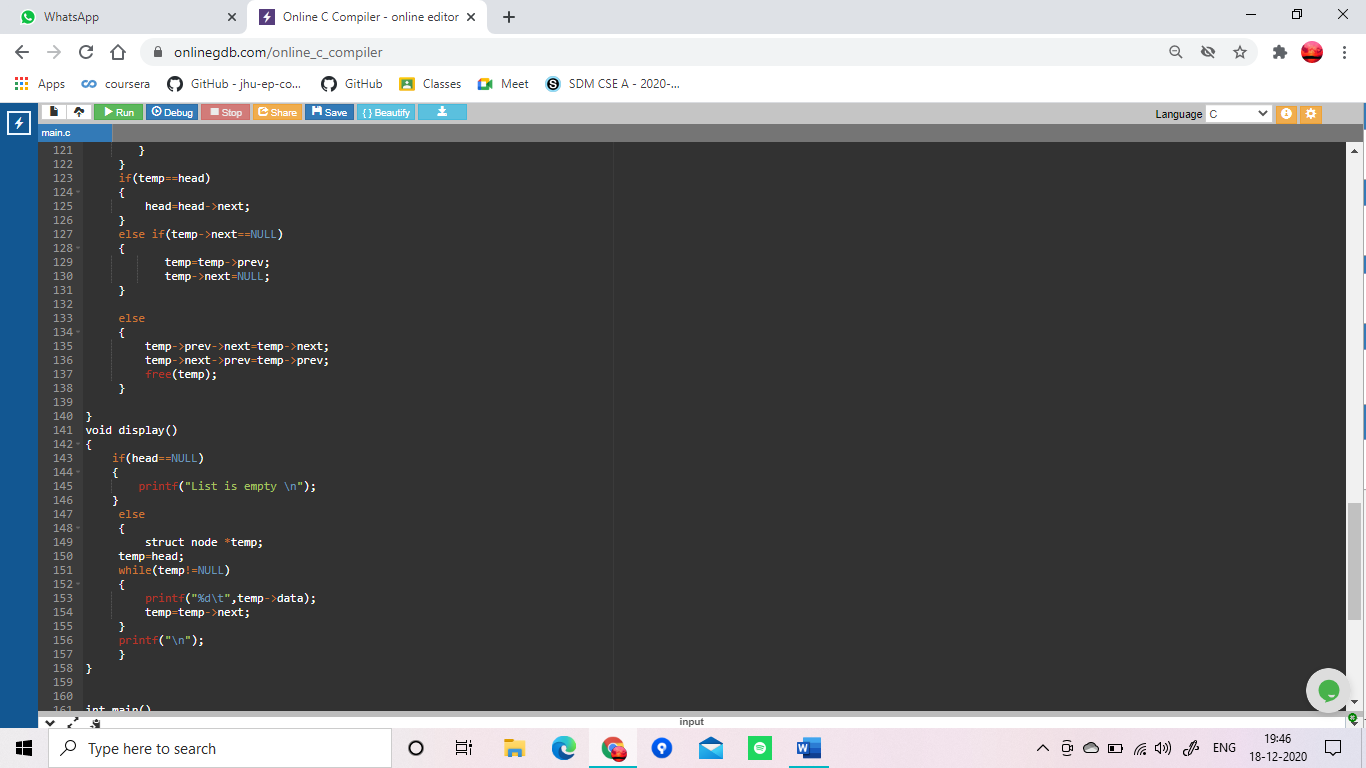 WhatsApp
Online C Compiler - online editor
onlinegdb.com/online_c_compiler
Apps coursera GitHub - jhu-ep-co... GitHub Classes Meet SDM CSE A - 2020-...
Run Debug Stop Share Save {} Beautify Language C
main.c
121 }
122 }
123 if(temp==head)
124 {
125 head=head->next;
126 }
127 else if(temp->next==NULL)
128 {
129 temp=temp->prev;
130 temp->next=NULL;
131 }
132
133 else
134 {
135 temp->prev->next=temp->next;
136 temp->next->prev=temp->prev;
137 free(temp);
138 }
139
140 }
141 void display()
142 {
143 if(head==NULL)
144 {
145 printf("List is empty \n");
146 }
147 else
148 {
149 struct node *temp;
150 temp=head;
151 while(temp!=NULL)
152 {
153 printf("%d\t",temp->data);
154 temp=temp->next;
155 }
156 printf("\n");
157 }
158 }
159
160
161 int main()
input
Type here to search
ENG
19:46
18-12-2020